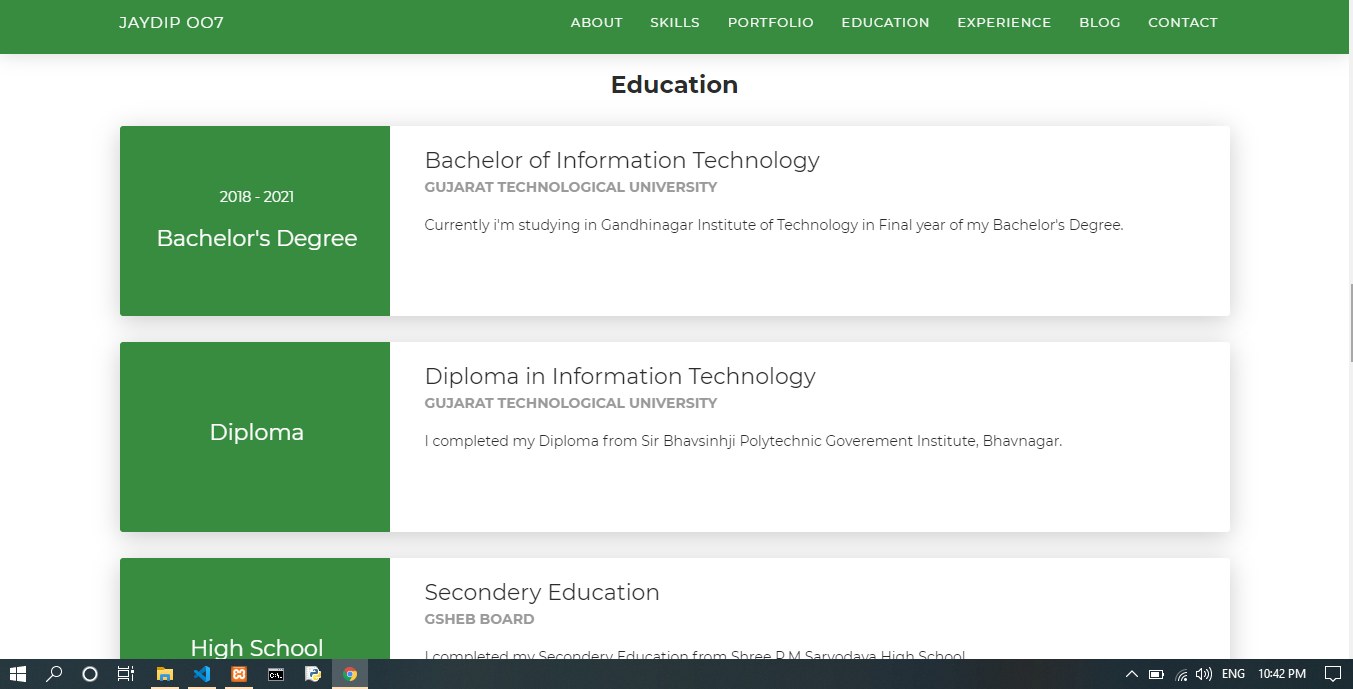 JAYDIP OO7
ABOUT SKILLS PORTFOLIO EDUCATION EXPERIENCE BLOG CONTACT
Education
2018 - 2021
Bachelor's Degree
Bachelor of Information Technology
GUJARAT TECHNOLOGICAL UNIVERSITY
Currently i'm studying in Gandhinagar Institute of Technology in Final year of my Bachelor's Degree.
Diploma
Diploma in Information Technology
GUJARAT TECHNOLOGICAL UNIVERSITY
I completed my Diploma from Sir Bhavsinhji Polytechnic Goverement Institute, Bhavnagar.
High School
Secondery Education
GSHEB BOARD
I completed my Secondery Education from Shree P.M Sarvodaya High School
ENG 10:42 PM